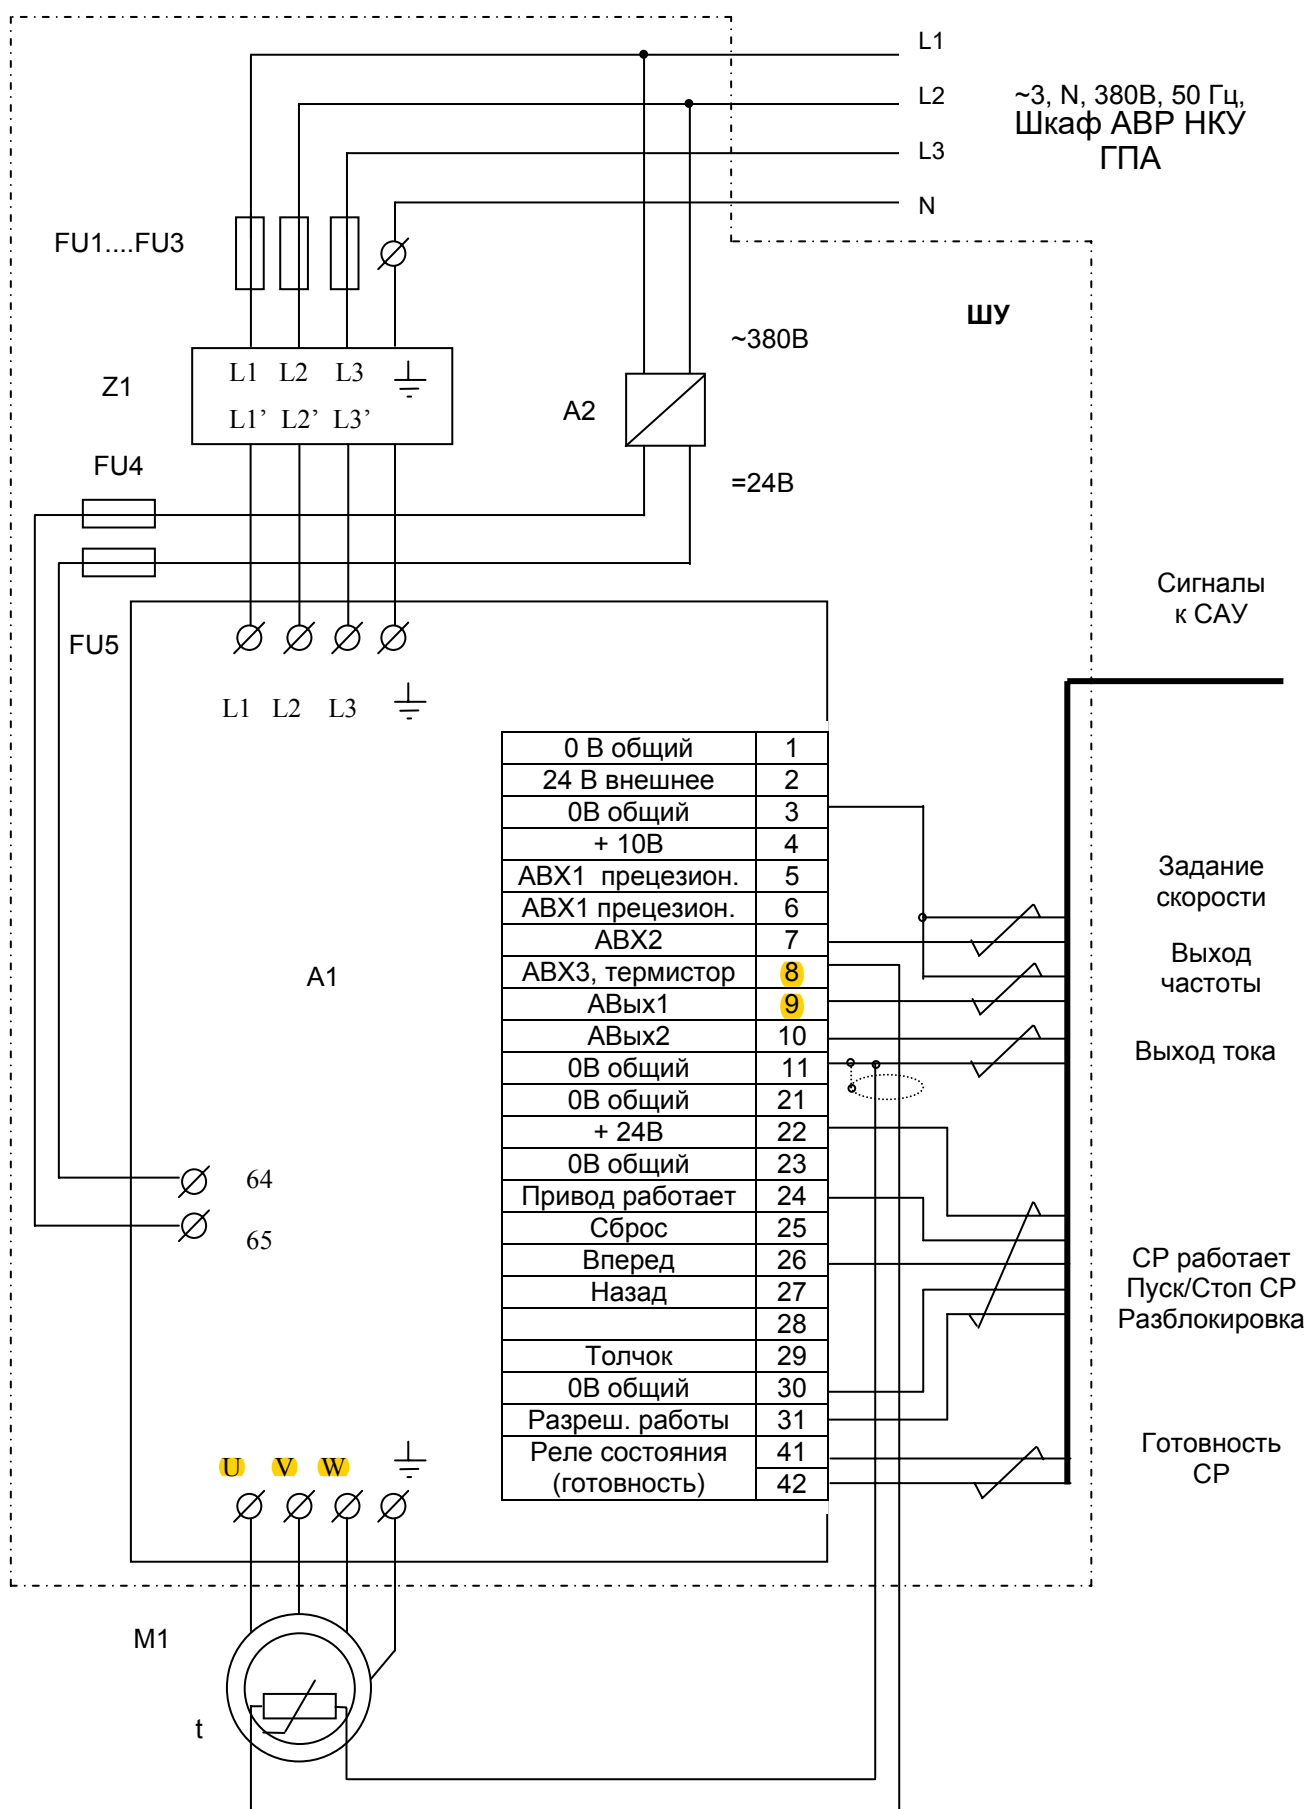 L1
L2
~3, N, 380В, 50 Гц,
Шкаф АВР НКУ
ГПА
L3
N
FU1....FU3
ШУ
~380В
Z1
L1 L2 L3
L1’ L2’ L3’
A2
FU4
=24В
Сигналы
к САУ
FU5
L1 L2 L3
0 В общий 1
24 В внешнее 2
0В общий 3
+ 10В 4
АВХ1 прецезион. 5
АВХ1 прецезион. 6
АВХ2 7
АВХ3, термистор 8
АВых1 9
АВых2 10
0В общий 11
0В общий 21
+ 24В 22
0В общий 23
Привод работает 24
Сброс 25
Вперед 26
Назад 27
28
Толчок 29
0В общий 30
Разреш. работы 31
Реле состояния 41
(готовность) 42
Задание
скорости
Выход
частоты
Выход тока
A1
64
65
СР работает
Пуск/Стоп СР
Разблокировка
Готовность
СР
U V W
M1
t